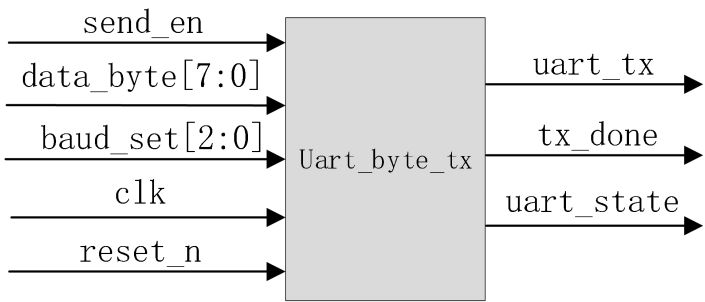 send_en
data_byte[7:0]
baud_set[2:0]
clk
reset_n
Uart_byte_tx
uart_tx
tx_done
uart_state